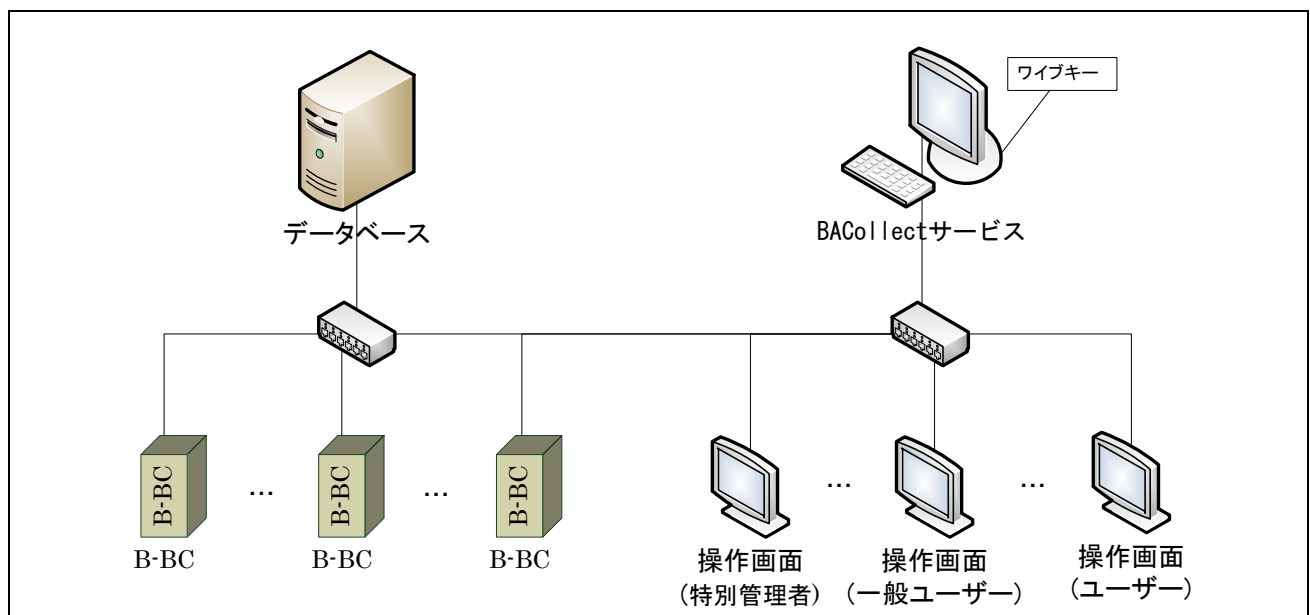 ワイブキー
データベース
BACollectサービス
B-BC
B-BC
B-BC
...
...
...
...
B-BC
B-BC
B-BC
操作画面
(特別管理者)
操作画面
(一般ユーザー)
操作画面
(ユーザー)